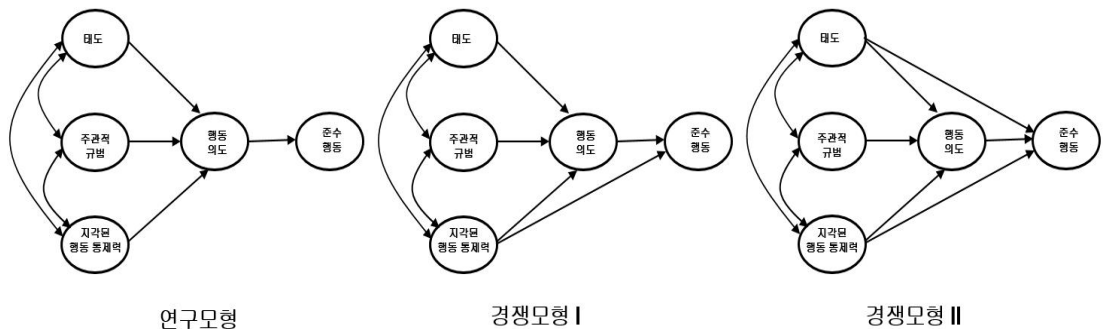 태도
주관적
규범
지각된
행동 통제력
행동
의도
준수
행동
연구모형
태도
주관적
규범
지각된
행동 통제력
행동
의도
준수
행동
경쟁모형 I
태도
주관적
규범
지각된
행동 통제력
행동
의도
준수
행동
경쟁모형 II